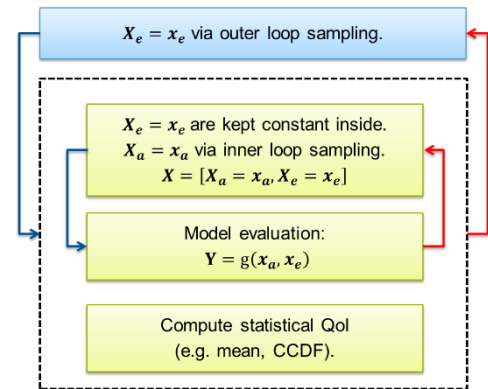 𝑿𝒆 = 𝒙𝒆 via outer loop sampling.
𝑿𝒆 = 𝒙𝒆 are kept constant inside.
𝑿𝒂 = 𝒙𝒂 via inner loop sampling.
𝑿 = [𝑿𝒂 = 𝒙𝒂, 𝑿𝒆 = 𝒙𝒆]
Model evaluation:
𝐘 = g(𝒙𝒂, 𝒙𝒆)
Compute statistical QoI
(e.g. mean, CCDF).